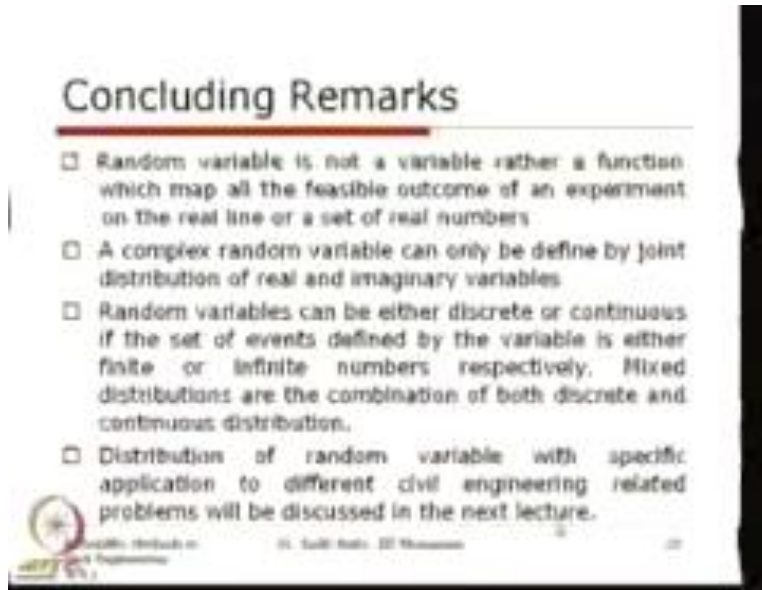 Concluding Remarks
Random variable is not a variable rather a function
which map all the feasible outcome of an experiment
on the real line or a set of real numbers
A complex random variable can only be define by joint
distribution of real and imaginary variables
Random variables can be either discrete or continuous
if the set of events defined by the variable is either
finite or infinite numbers respectively. Mixed
distributions are the combination of both discrete and
continuous distribution.
Distribution of random variable with specific
application to different civil engineering related
problems will be discussed in the next lecture.